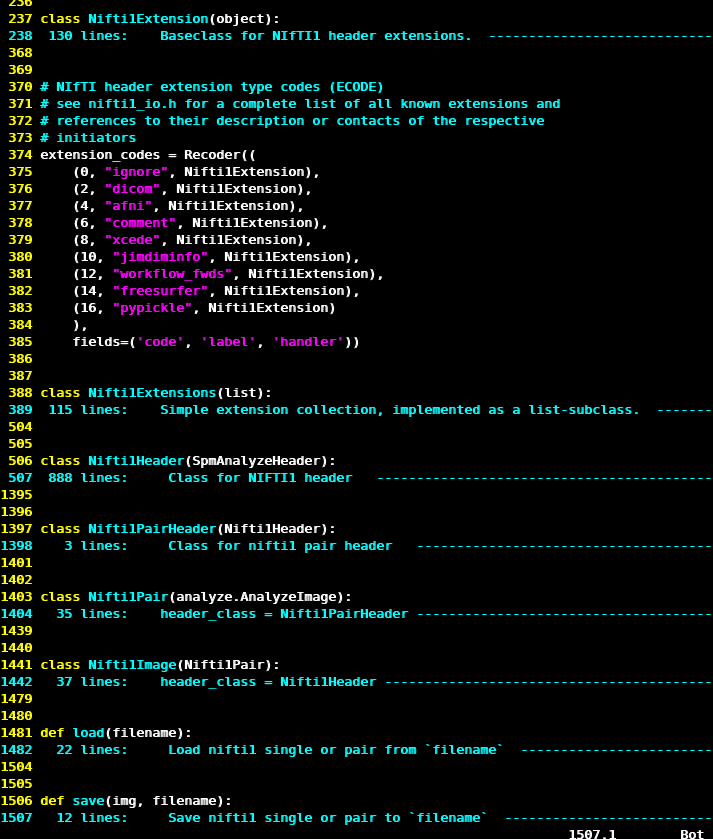 236
237 class Nifti1Extension(object):
238  130 lines:    Baseclass for NIfTI1 header extensions.  ----------------------------
368
369
370 # NIfTI header extension type codes (ECODE)
371 # see nifti1_io.h for a complete list of all known extensions and
372 # references to their description or contacts of the respective
373 # initiators
374 extension_codes = Recoder((
375     (0, "ignore", Nifti1Extension),
376     (2, "dicom", Nifti1Extension),
377     (4, "afni", Nifti1Extension),
378     (6, "comment", Nifti1Extension),
379     (8, "xcede", Nifti1Extension),
380     (10, "jimdiminfo", Nifti1Extension),
381     (12, "workflow_fwds", Nifti1Extension),
382     (14, "freesurfer", Nifti1Extension),
383     (16, "pypickle", Nifti1Extension)
384     ),
385     fields=('code', 'label', 'handler'))
386
387
388 class Nifti1Extensions(list):
389  115 lines:    Simple extension collection, implemented as a list-subclass.  -------
504
505
506 class Nifti1Header(SpmAnalyzeHeader):
507  888 lines:     Class for NIFTI1 header   ------------------------------------------
1395
1396
1397 class Nifti1PairHeader(Nifti1Header):
1398    3 lines:     Class for nifti1 pair header   -------------------------------------
1401
1402
1403 class Nifti1Pair(analyze.AnalyzeImage):
1404   35 lines:    header_class = Nifti1PairHeader -------------------------------------
1439
1440
1441 class Nifti1Image(Nifti1Pair):
1442   37 lines:    header_class = Nifti1Header -----------------------------------------
1479
1480
1481 def load(filename):
1482   22 lines:     Load nifti1 single or pair from `filename`  ------------------------
1504
1505
1506 def save(img, filename):
1507   12 lines:     Save nifti1 single or pair to `filename`  --------------------------
1507,1        Bot